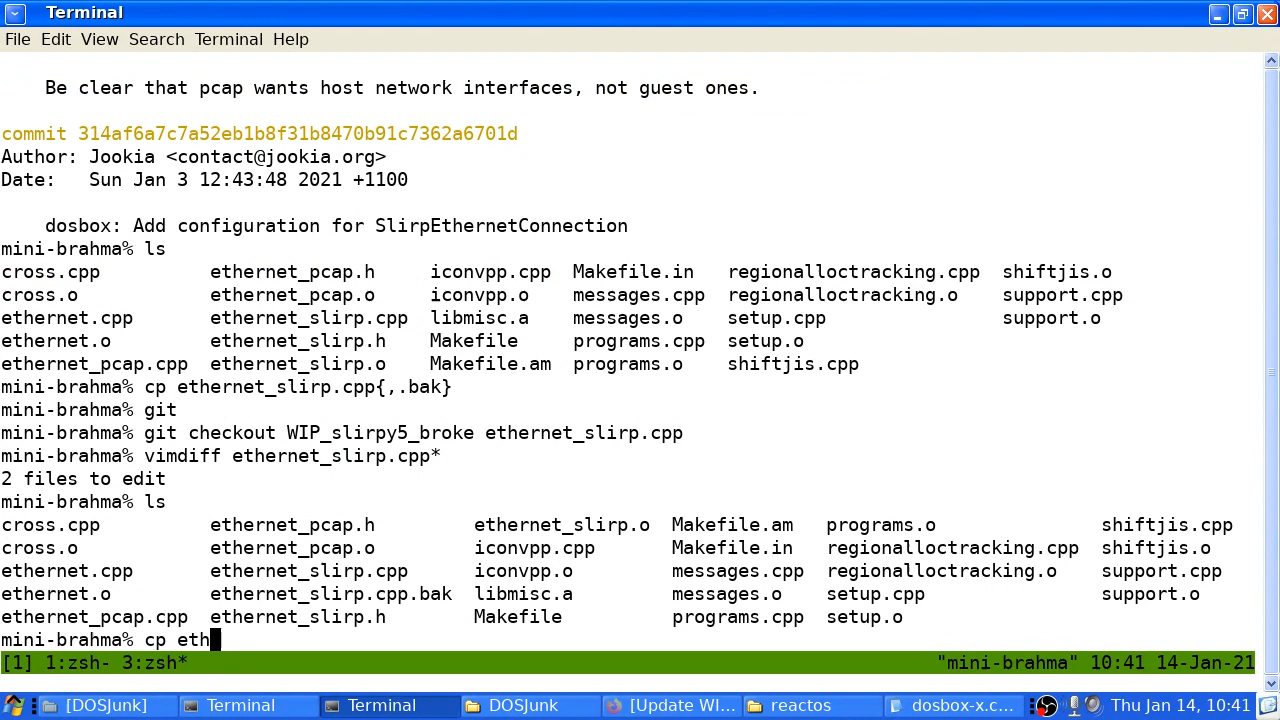 Terminal
File Edit View Search Terminal Help
Be clear that pcap wants host network interfaces, not guest ones.
commit 314af6a7c7a52eb1b8f31b8470b91c7362a6701d
Author: Jookia <contact@jookia.org>
Date:   Sun Jan 3 12:43:48 2021 +1100
dosbox: Add configuration for SlirpEthernetConnection
mini-brahma% ls
cross.cpp ethernet_pcap.h iconvpp.cpp Makefile.in regionalloctracking.cpp shiftjis.o
cross.o ethernet_pcap.o iconvpp.o messages.cpp regionalloctracking.o support.cpp
ethernet.cpp ethernet_slirp.cpp libmisc.a messages.o setup.cpp support.o
ethernet.o ethernet_slirp.h Makefile programs.cpp setup.o
ethernet_pcap.cpp ethernet_slirp.o Makefile.am programs.o shiftjis.cpp
mini-brahma% cp ethernet_slirp.cpp{,.bak}
mini-brahma% git
mini-brahma% git checkout WIP_slirpy5_broke ethernet_slirp.cpp
mini-brahma% vimdiff ethernet_slirp.cpp*
2 files to edit
mini-brahma% ls
cross.cpp ethernet_pcap.h ethernet_slirp.o Makefile.am programs.o shiftjis.cpp
cross.o ethernet_pcap.o iconvpp.cpp Makefile.in regionalloctracking.cpp shiftjis.o
ethernet.cpp ethernet_slirp.cpp iconvpp.o messages.cpp regionalloctracking.o support.cpp
ethernet.o ethernet_slirp.cpp.bak libmisc.a messages.o setup.cpp support.o
ethernet_pcap.cpp ethernet_slirp.h Makefile programs.cpp setup.o
mini-brahma% cp eth
[1] 1:zsh- 3:zsh* "mini-brahma" 10:41 14-Jan-21
[DOSJunk] Terminal Terminal DOSJunk [Update WI... reactos dosbox-x.c... Thu Jan 14, 10:41